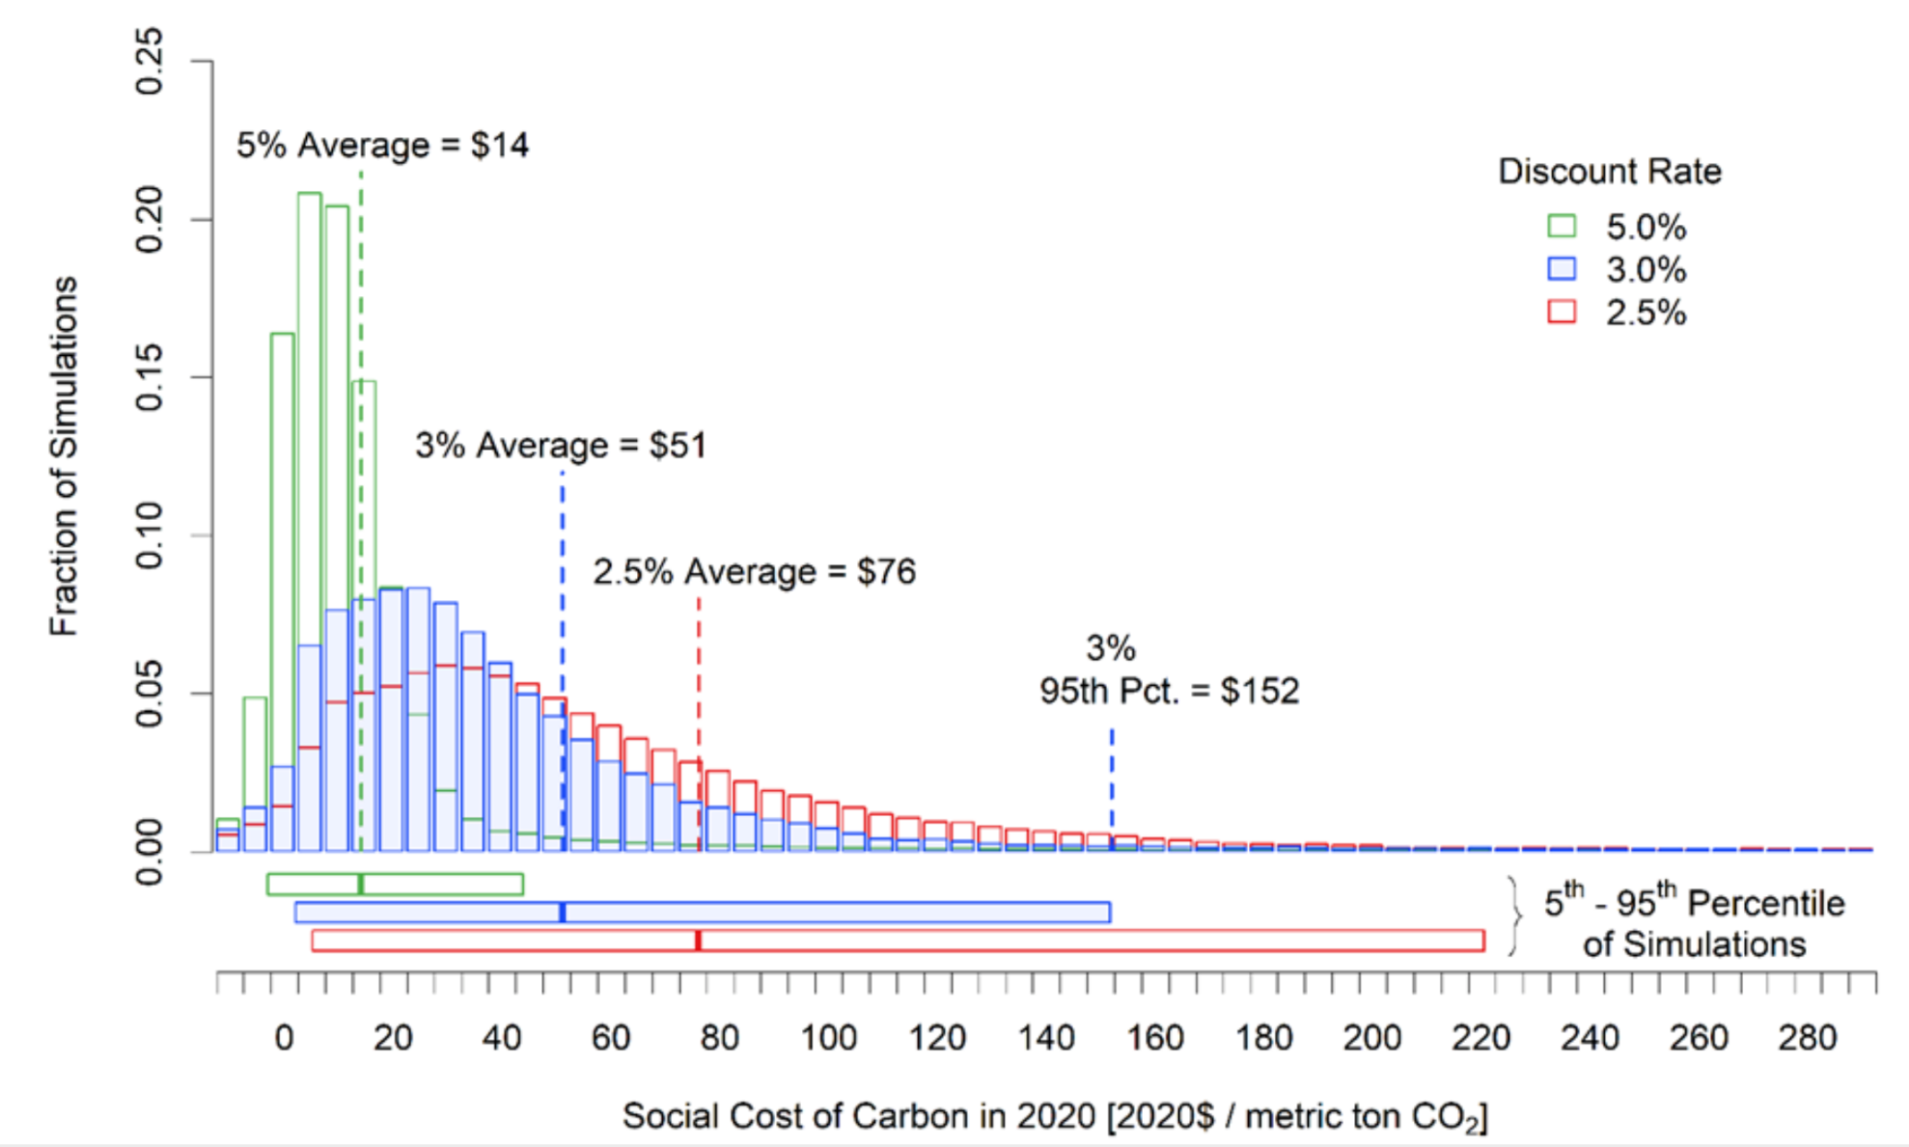 0.25
0.20
0.15
0.10
0.05
0.00
Fraction of Simulations
5% Average = $14
3% Average = $51
2.5% Average = $76
3%
95th Pct. = $152
Discount Rate
5.0%
3.0%
2.5%
5th - 95th Percentile
of Simulations
0 20 40 60 80 100 120 140 160 180 200 220 240 260 280
Social Cost of Carbon in 2020 [2020$ / metric ton CO₂]